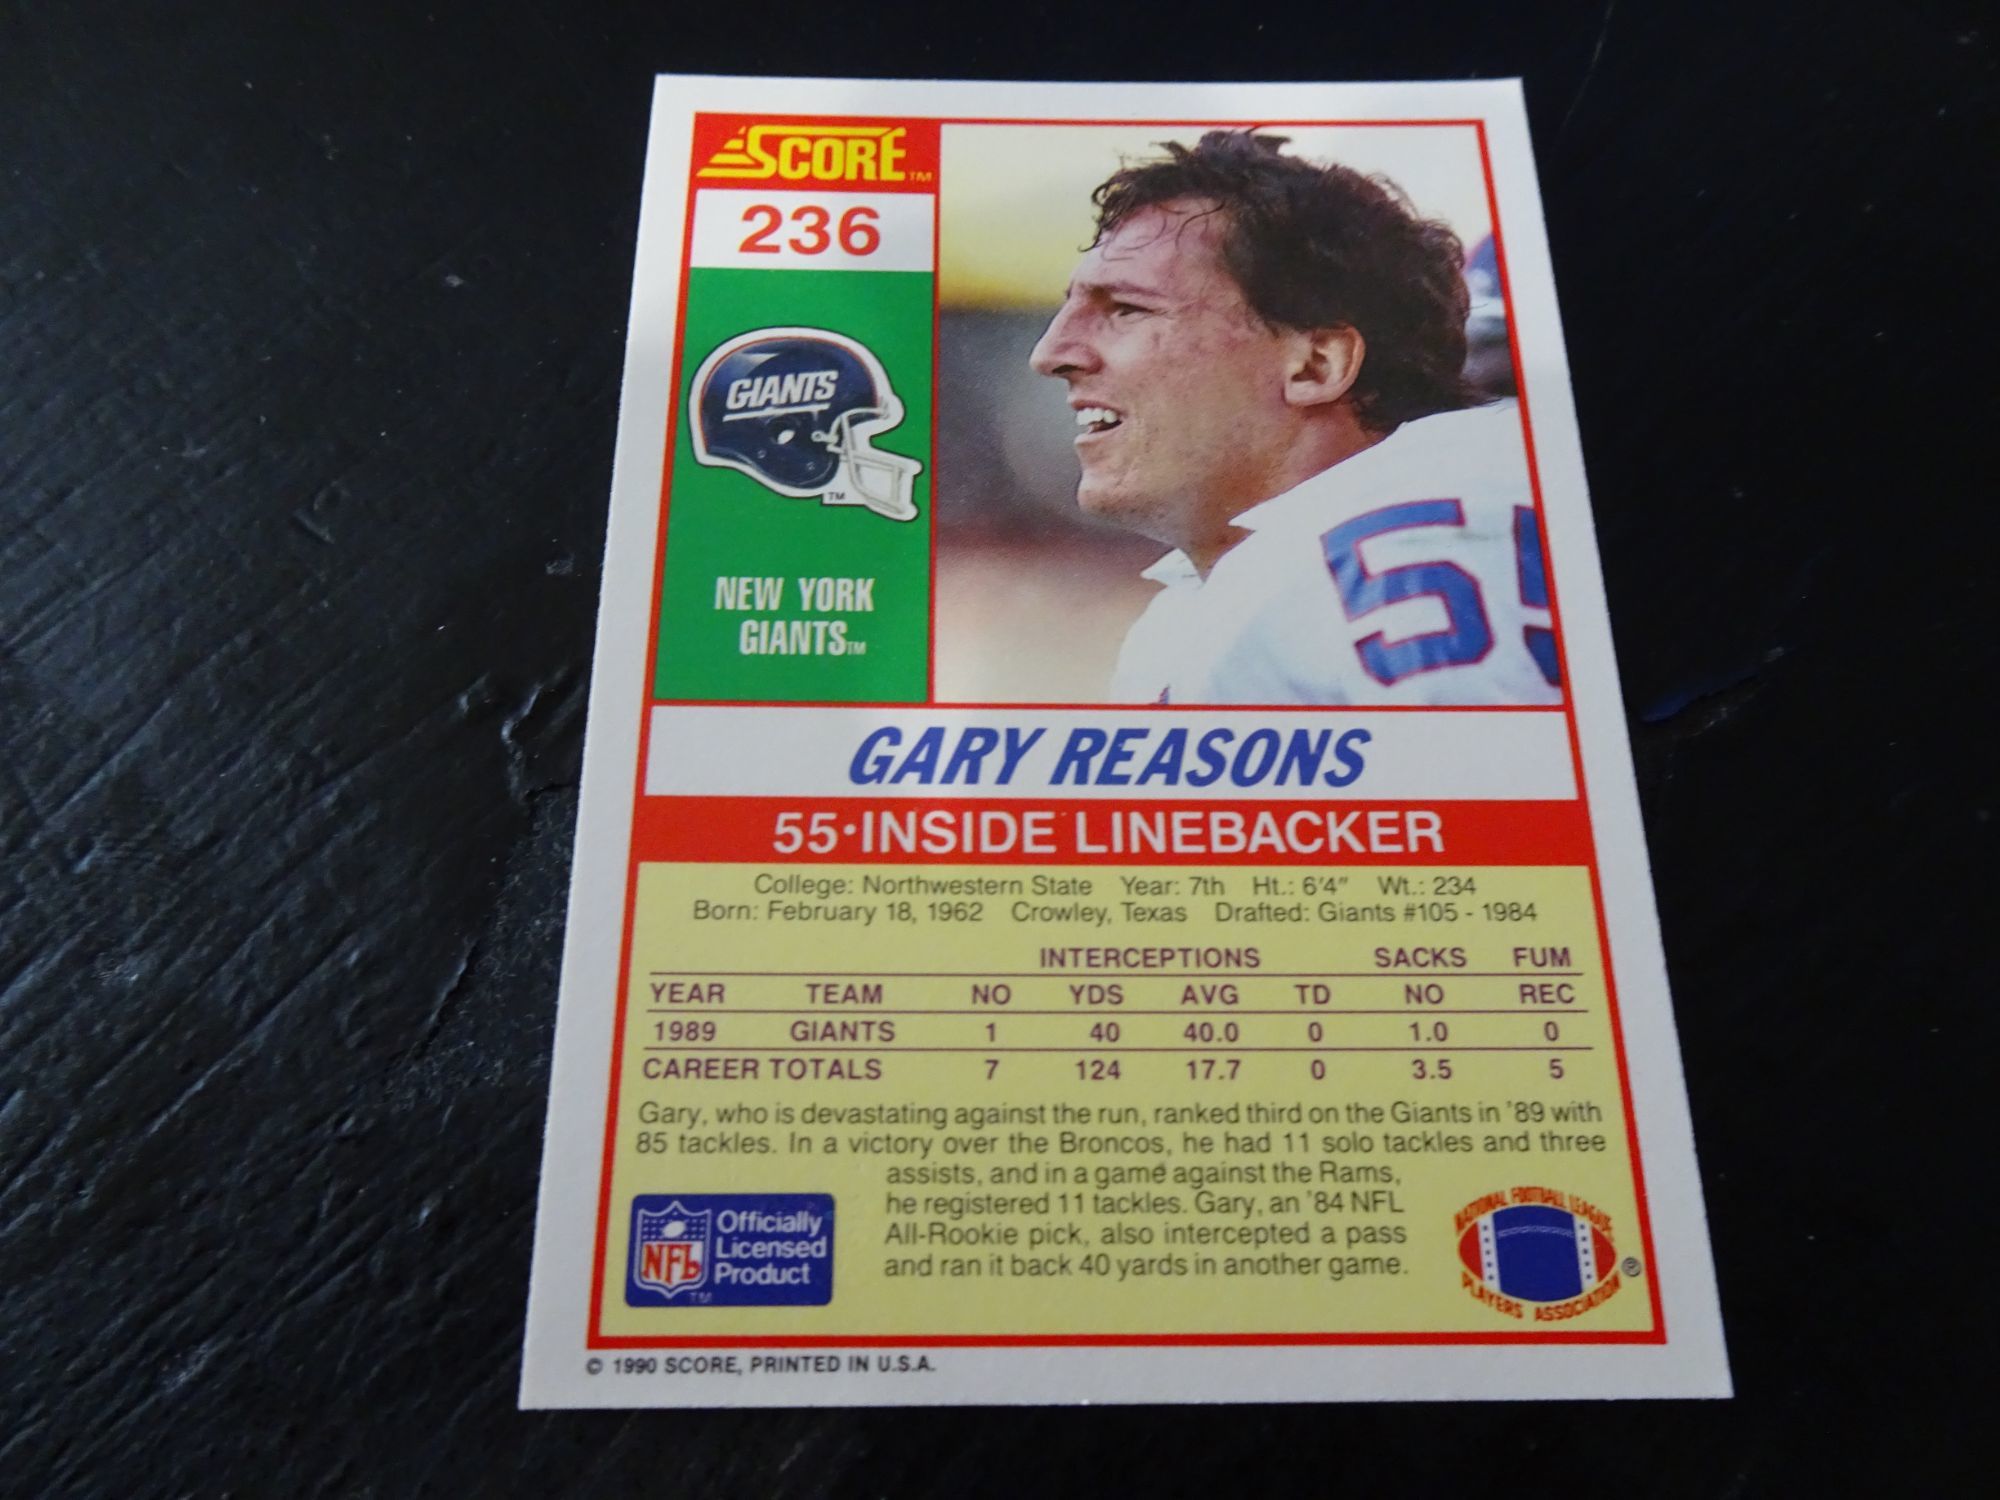 SCORE™
236
GIANTS
TM
NEW YORK
GIANTS™
55
GARY REASONS
55·INSIDE LINEBACKER
College: Northwestern State Year: 7th Ht.: 6'4" Wt.: 234
Born: February 18, 1962 Crowley, Texas Drafted: Giants #105 - 1984
INTERCEPTIONS SACKS FUM
YEAR TEAM NO YDS AVG TD NO REC
1989 GIANTS 1 40 40.0 0 1.0 0
CAREER TOTALS 7 124 17.7 0 3.5 5
Gary, who is devastating against the run, ranked third on the Giants in '89 with
85 tackles. In a victory over the Broncos, he had 11 solo tackles and three
assists, and in a game against the Rams,
he registered 11 tackles. Gary, an '84 NFL
All-Rookie pick, also intercepted a pass
and ran it back 40 yards in another game.
NFL
TM
Officially
Licensed
Product
NATIONAL FOOTBALL LEAGUE
PLAYERS ASSOCIATION
®
© 1990 SCORE, PRINTED IN U.S.A.